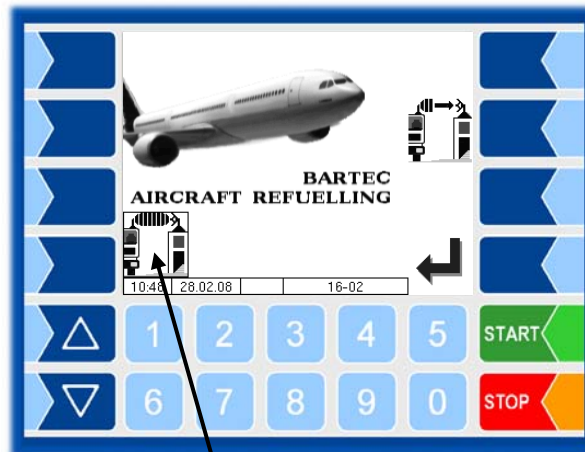 BARTEC
AIRCRAFT REFUELLING
10:48 28.02.08 16-02
1 2 3 4 5 START
6 7 8 9 0 STOP